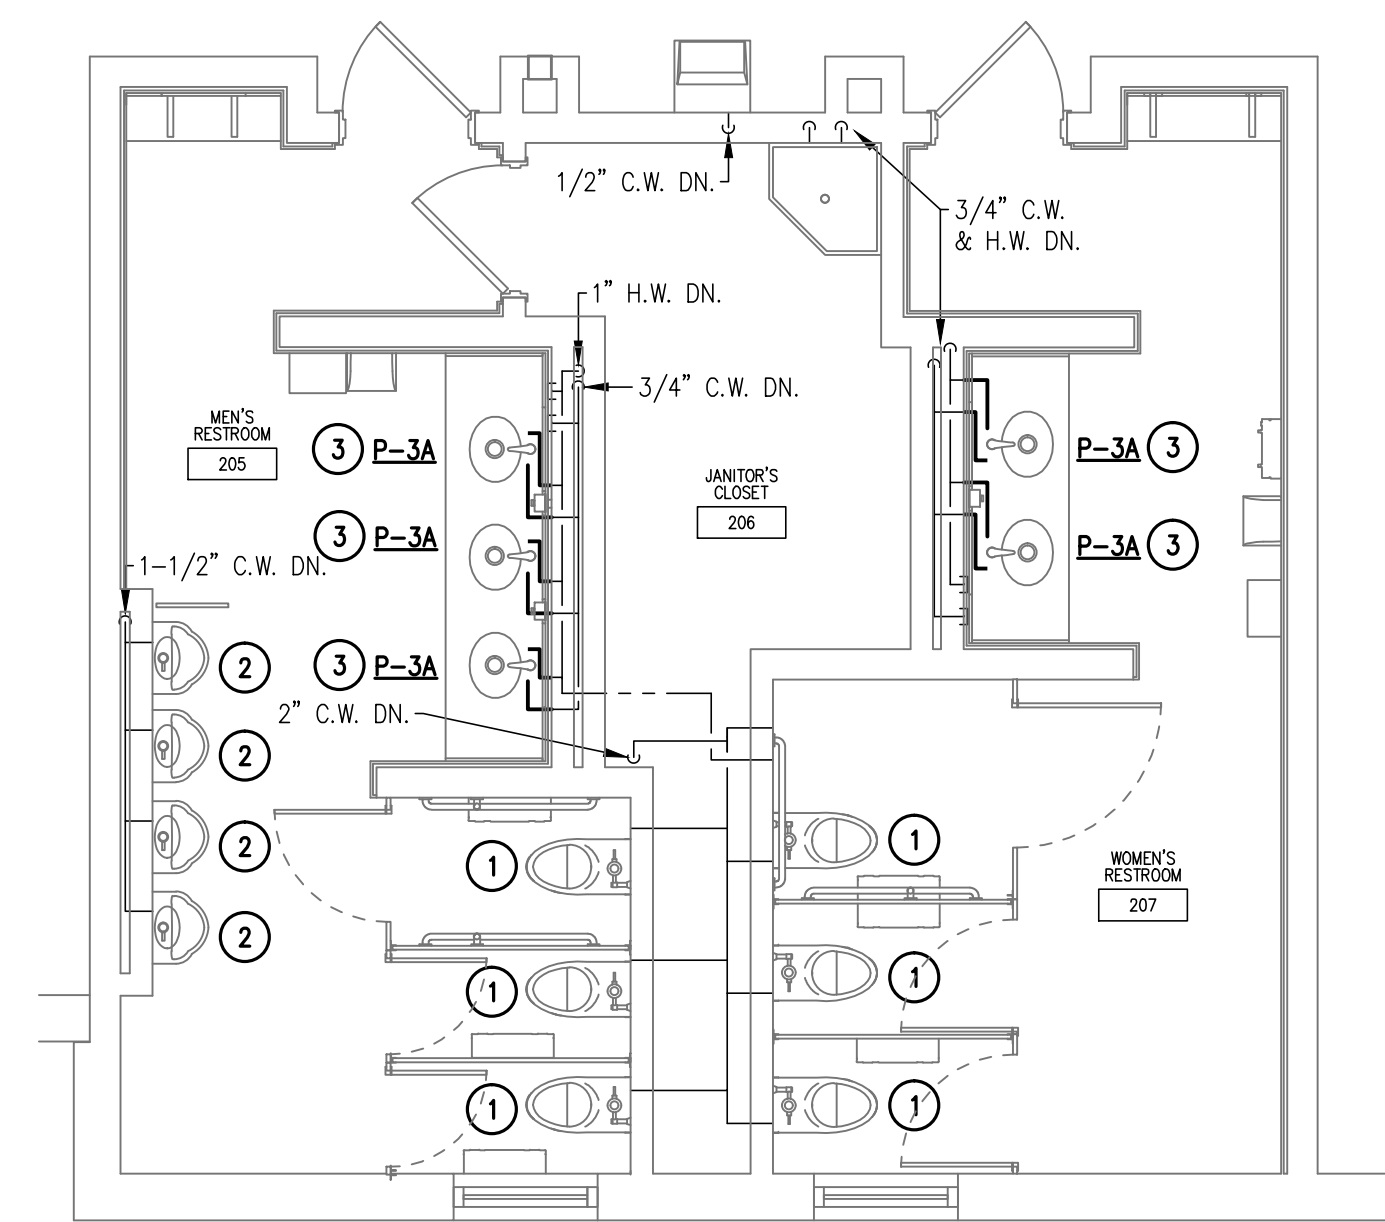 1/2" C.W. DN.
3/4" C.W.
& H.W. DN.
1" H.W. DN.
3/4" C.W. DN.
MEN'S
RESTROOM
205
3 P-3A
P-3A 3
JANITOR'S
CLOSET
206
3 P-3A
P-3A 3
1-1/2" C.W. DN.
2
3 P-3A
2" C.W. DN.
2
2
1
1
WOMEN'S
RESTROOM
207
2
1
1
1
1